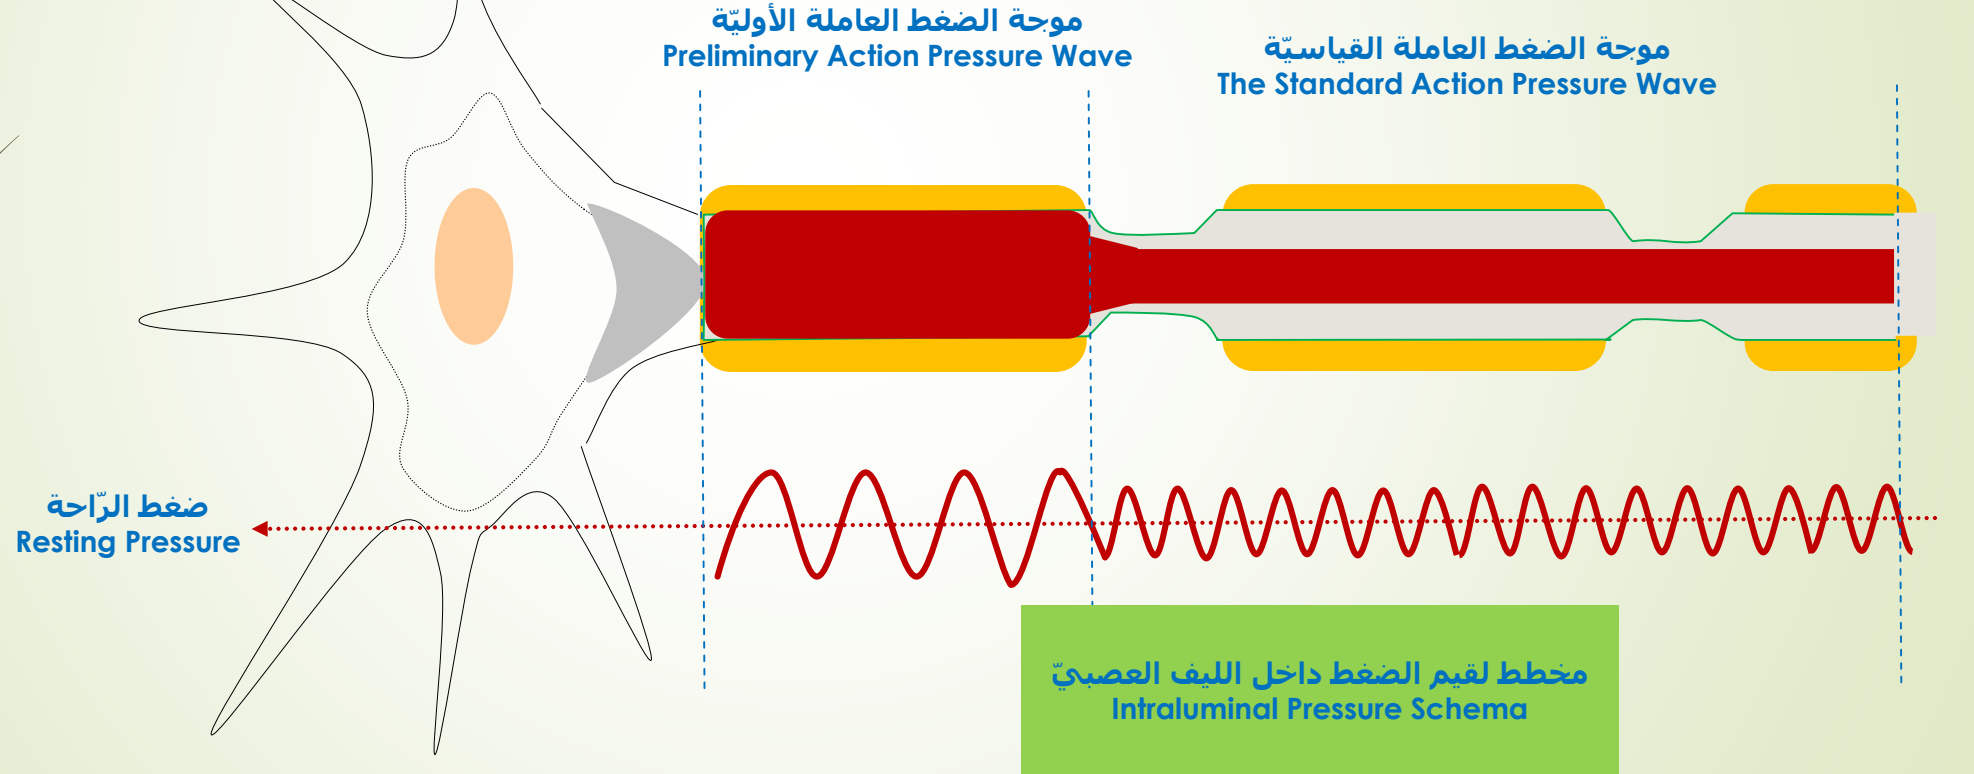 موجة الضغط العاملة الأوليّة
Preliminary Action Pressure Wave
موجة الضغط العاملة القياسيّة
The Standard Action Pressure Wave
ضغط الرّاحة
Resting Pressure
مخطط لقيم الضغط داخل الليف العصبيّ
Intraluminal Pressure Schema